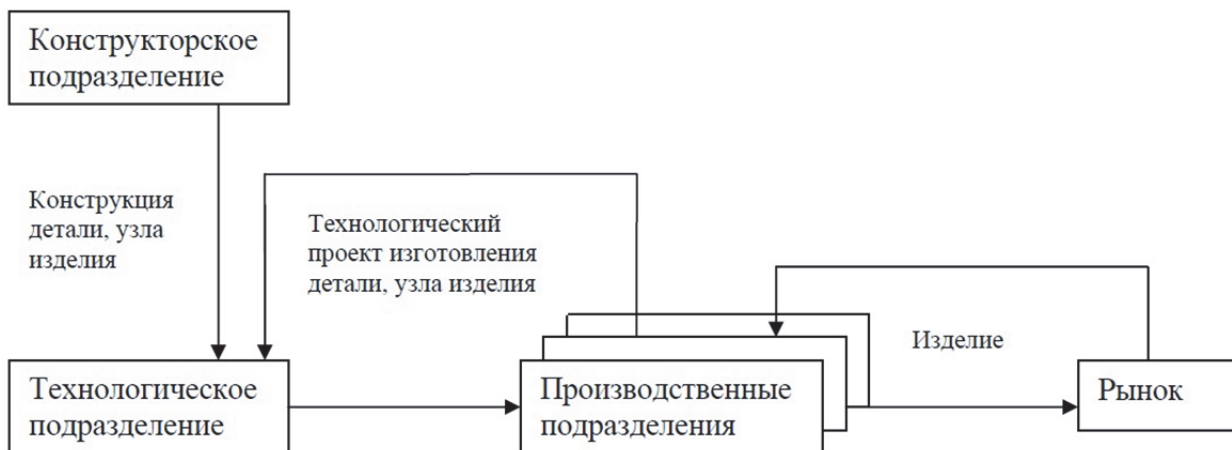 Конструкторское
подразделение
Конструкция
детали, узла
изделия
Технологический
проект изготовления
детали, узла изделия
Изделие
Технологическое
подразделение
Производственные
подразделения
Рынок